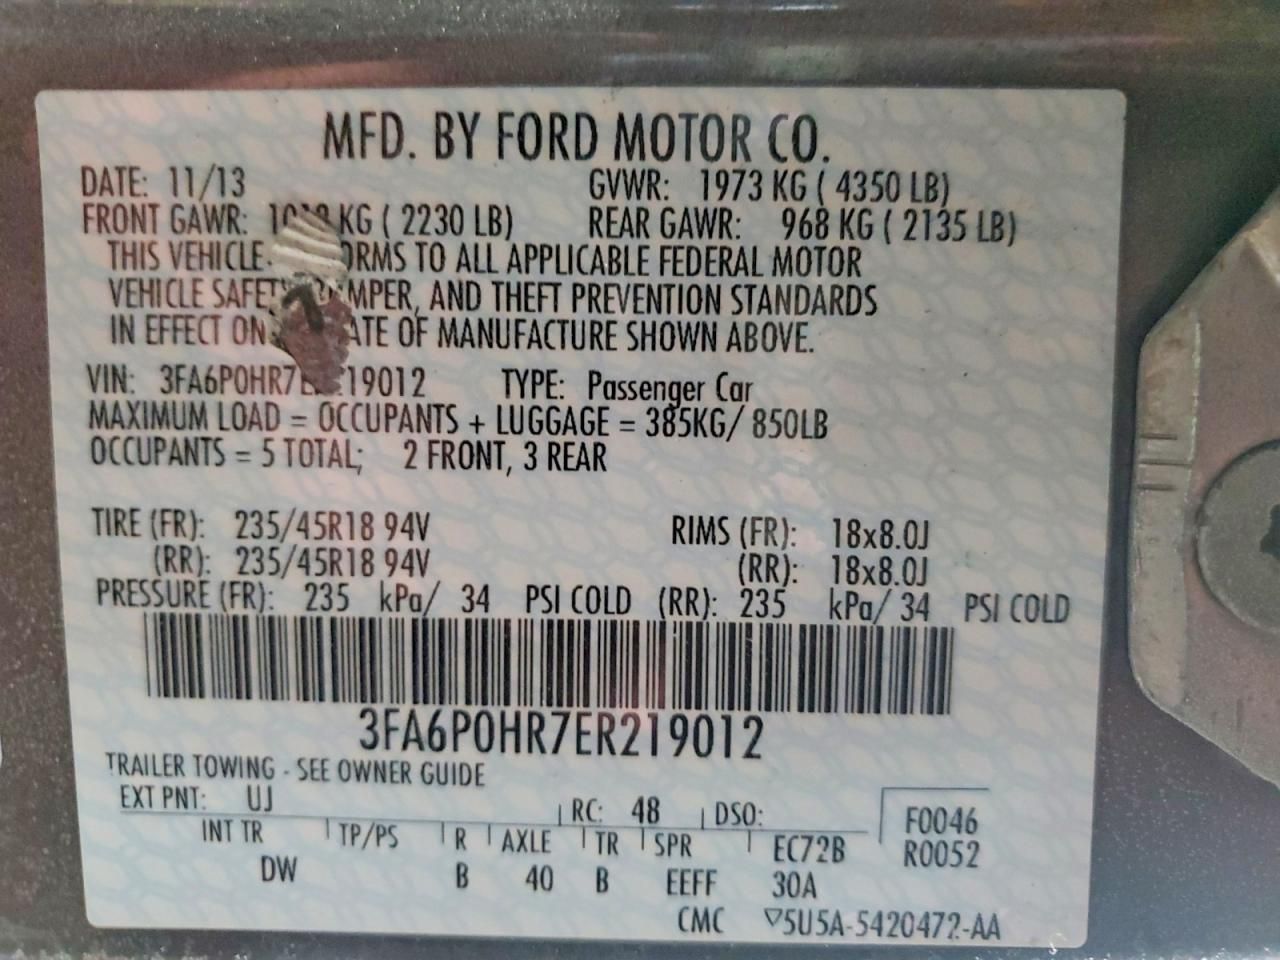 MFD. BY FORD MOTOR CO.
DATE: 11/13 GVWR: 1973 KG ( 4350 LB)
FRONT GAWR: KG ( 2230 LB) REAR GAWR: 968 KG ( 2135 LB)
THIS VEHICLE TO ALL APPLICABLE FEDERAL MOTOR
VEHICLE AND THEFT PREVENTION STANDARDS
IN EFFECT ON OF MANUFACTURE SHOWN ABOVE.
VIN: TYPE: Passenger Car
MAXIMUM LOAD = OCCUPANTS + LUGGAGE = 385KG/ 850LB
OCCUPANTS = 5 TOTAL; 2 FRONT, 3 REAR
TIRE (FR): 235/45R18 94V RIMS (FR): 18x8.0J
(RR): 235/45R18 94V (RR): 18x8.0J
PRESSURE (FR): 235 kPa/ 34 PSI COLD (RR): 235 kPa/ 34 PSI COLD
3FA6P0HR7ER219012
TRAILER TOWING - SEE OWNER GUIDE
EXT PNT: UJ RC: 48 DSO: F0046
INT TR TP/PS R AXLE TR SPR EC72B R0052
DW B 40 B EEFF 30A
CMC ▽5U5A-5420472-AA